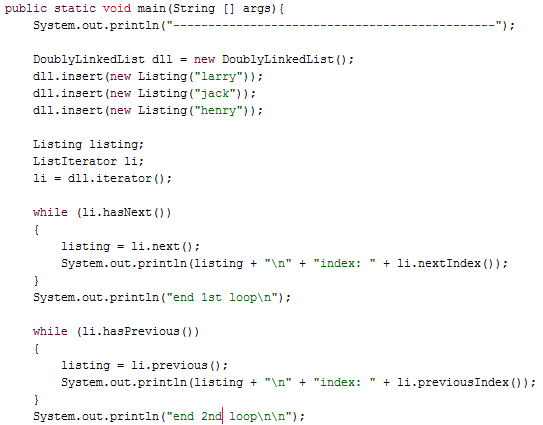 public static void main(String [] args){
System.out.println("----------------------------------------------");
DoublyLinkedList dll = new DoublyLinkedList();
dll.insert(new Listing("larry"));
dll.insert(new Listing("jack"));
dll.insert(new Listing("henry"));
Listing listing;
ListIterator li;
li = dll.iterator();
while (li.hasNext())
{
listing = li.next();
System.out.println(listing + "\n" + "index: " + li.nextIndex());
}
System.out.println("end 1st loop\n");
while (li.hasPrevious())
{
listing = li.previous();
System.out.println(listing + "\n" + "index: " + li.previousIndex());
}
System.out.println("end 2nd loop\n\n");